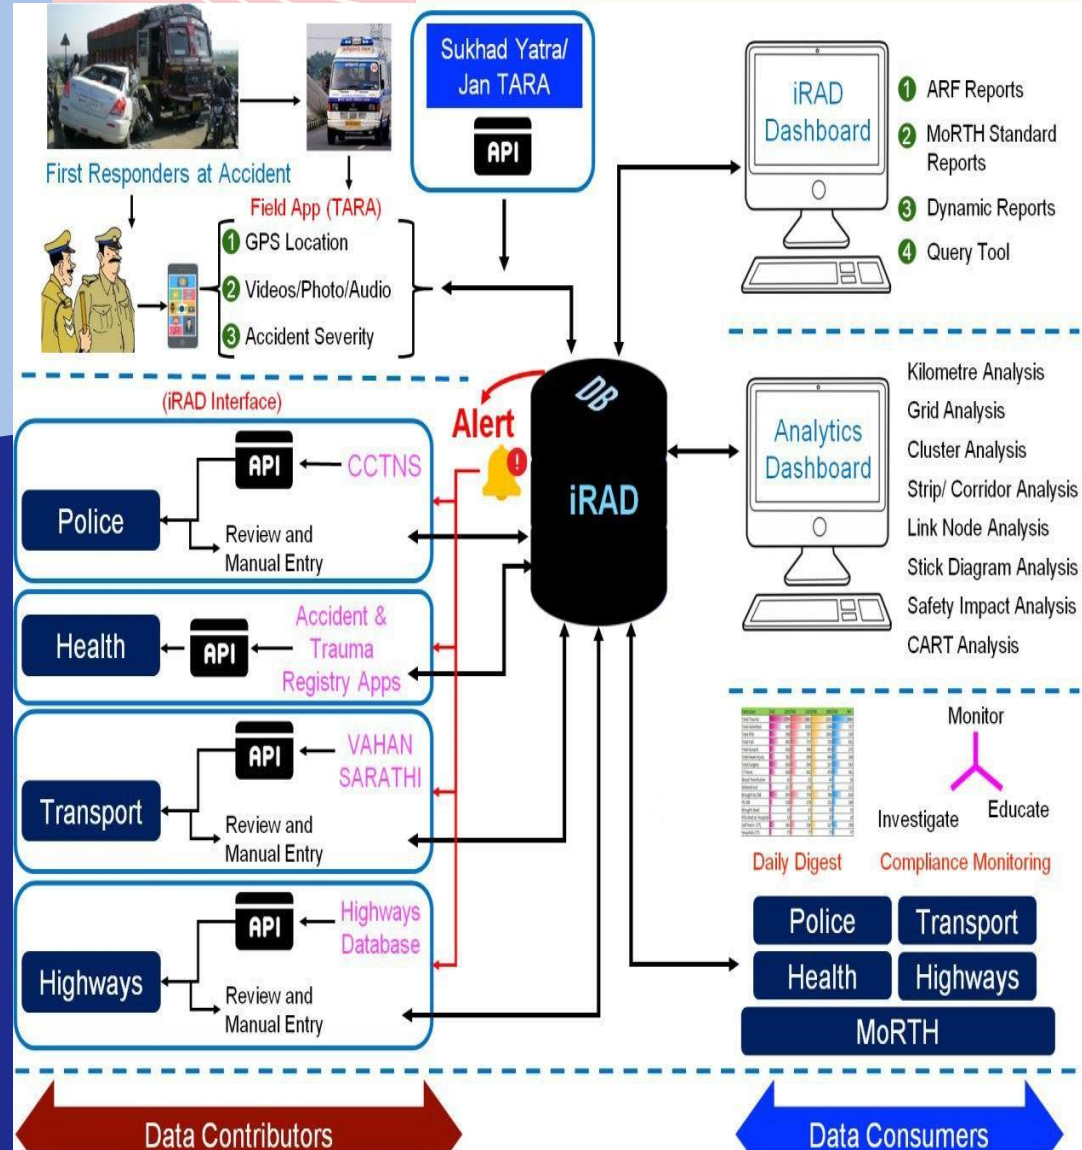 Sukhad Yatra/
Jan TARA
API
First Responders at Accident
Field App (TARA)
1 GPS Location
2 Videos/Photo/Audio
3 Accident Severity
iRAD
Dashboard
1 ARF Reports
2 MoRTH Standard
Reports
3 Dynamic Reports
4 Query Tool
(iRAD Interface)
Alert
!
DB
iRAD
Police
API
CCTNS
Review and
Manual Entry
Health
API
Accident &
Trauma
Registry Apps
Transport
API
VAHAN
SARATHI
Review and
Manual Entry
Highways
API
Highways
Database
Review and
Manual Entry
Analytics
Dashboard
Kilometre Analysis
Grid Analysis
Cluster Analysis
Strip/ Corridor Analysis
Link Node Analysis
Stick Diagram Analysis
Safety Impact Analysis
CART Analysis
Monitor
Investigate
Educate
Daily Digest
Compliance Monitoring
Police
Transport
Health
Highways
MoRTH
Data Contributors
Data Consumers